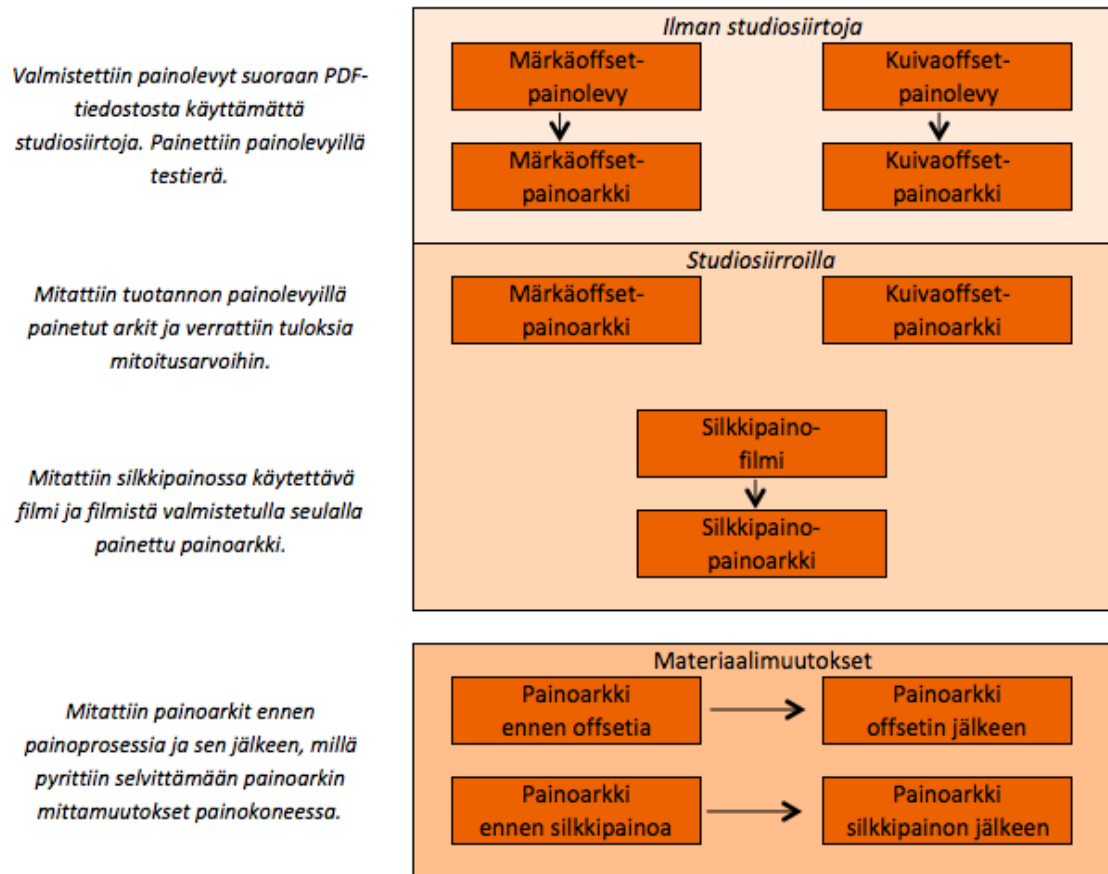 Ilman studiosiirtoja
Valmistettiin painolevyt suoraan PDF-
tiedostosta käyttämättä
studiosiirtoja. Painettiin painolevyillä
testierä.
Märkäoffset-
painolevy
Kuivaoffset-
painolevy
Märkäoffset-
painoarkki
Kuivaoffset-
painoarkki
Studiosiirroilla
Mitattiin tuotannon painolevyillä
painetut arkit ja verrattiin tuloksia
mitoitusarvoihin.
Märkäoffset-
painoarkki
Kuivaoffset-
painoarkki
Mitattiin silkkipainossa käytettävä
filmi ja filmistä valmistetulla seulalla
painettu painoarkki.
Silkkipaino-
filmi
Silkkipaino-
painoarkki
Materiaalimuutokset
Mitattiin painoarkit ennen
painoprosessia ja sen jälkeen, millä
pyrittiin selvittämään painoarkin
mittamuutokset painokoneessa.
Painoarkki
ennen offsetia
Painoarkki
offsetin jälkeen
Painoarkki
ennen silkkipainoa
Painoarkki
silkkipainon jälkeen